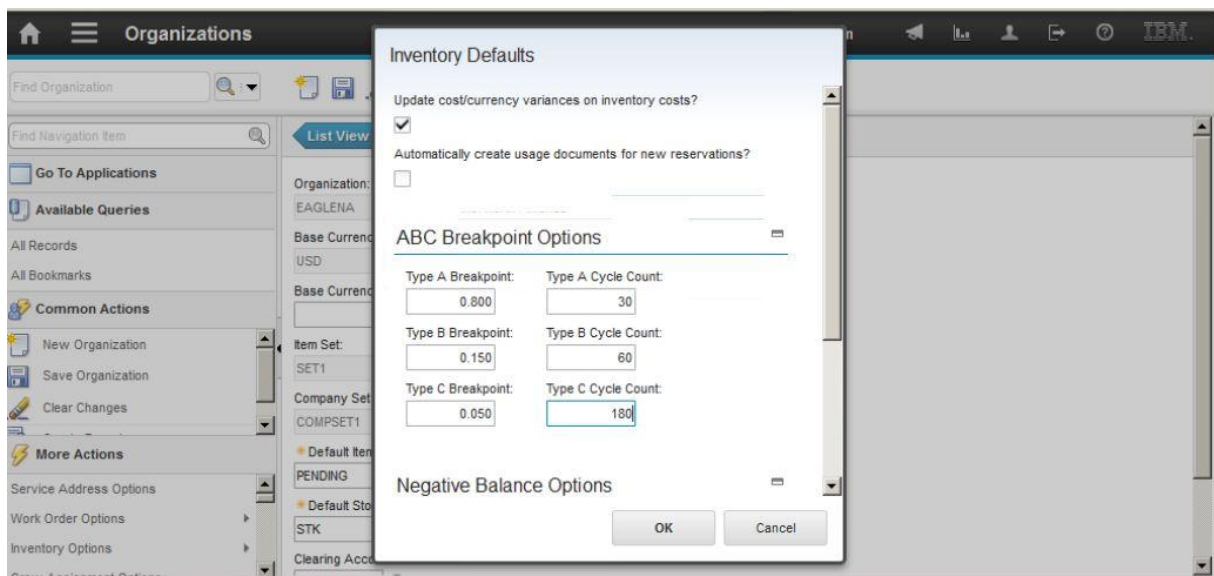 Organizations
IBM.
Find Organization
Find Navigation Item
Go To Applications
Available Queries
All Records
All Bookmarks
Common Actions
New Organization
Save Organization
Clear Changes
More Actions
Service Address Options
Work Order Options
Inventory Options
List View
Organization:
EAGLENA
Base Currenc
USD
Base Currenc
Item Set:
SET1
Company Set
COMPSET1
* Default Item
PENDING
* Default Sto
STK
Clearing Acco
Inventory Defaults
Update cost/currency variances on inventory costs?
Automatically create usage documents for new reservations?
ABC Breakpoint Options
Type A Breakpoint: Type A Cycle Count:
0.800 30
Type B Breakpoint: Type B Cycle Count:
0.150 60
Type C Breakpoint: Type C Cycle Count:
0.050 180
Negative Balance Options
OK Cancel